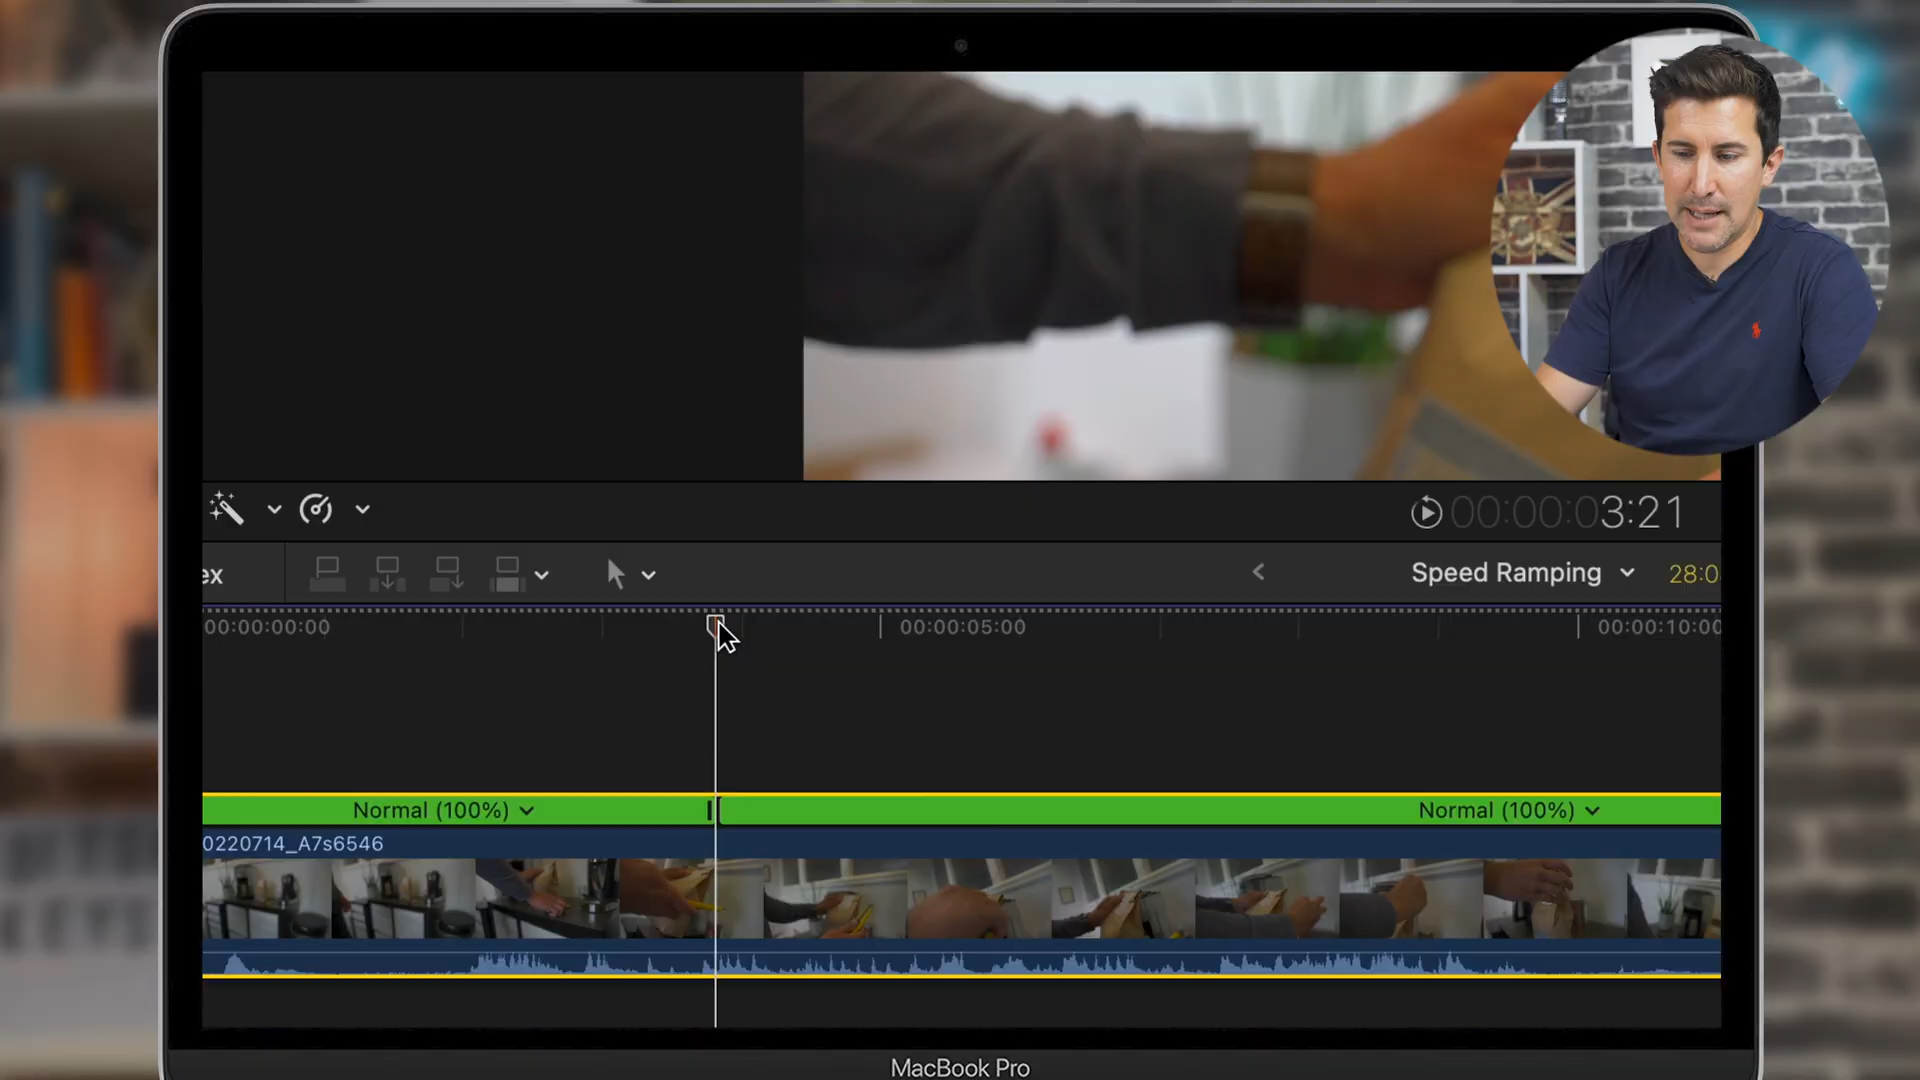 00:00:03:21
ex
Speed Ramping
28:0
00:00:00:00
00:00:05:00
00:00:10:00
Normal (100%)
Normal (100%)
0220714_A7s6546
MacBook Pro